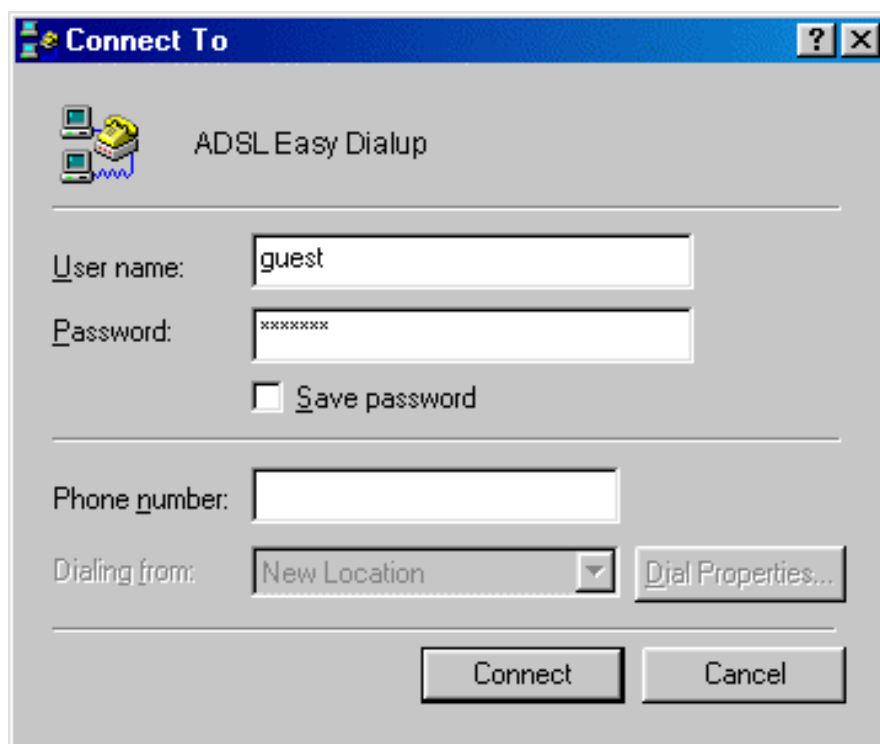 Connect To
ADSL Easy Dialup
User name: guest
Password: *******
Save password
Phone number:
Dialing from: New Location Dial Properties...
Connect Cancel